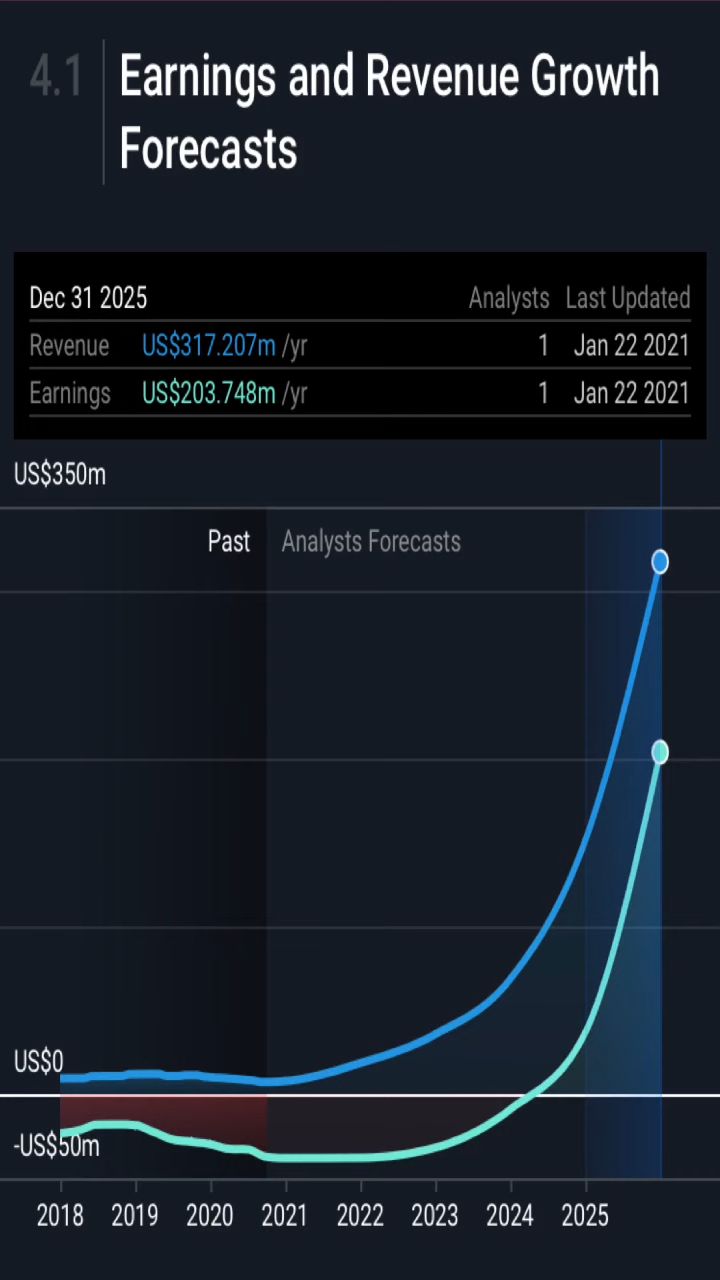 4.1 Earnings and Revenue Growth
Forecasts
Dec 31 2025 Analysts Last Updated
Revenue US$317.207m /yr 1 Jan 22 2021
Earnings US$203.748m /yr 1 Jan 22 2021
US$350m
Past Analysts Forecasts
US$0
-US$50m
2018 2019 2020 2021 2022 2023 2024 2025